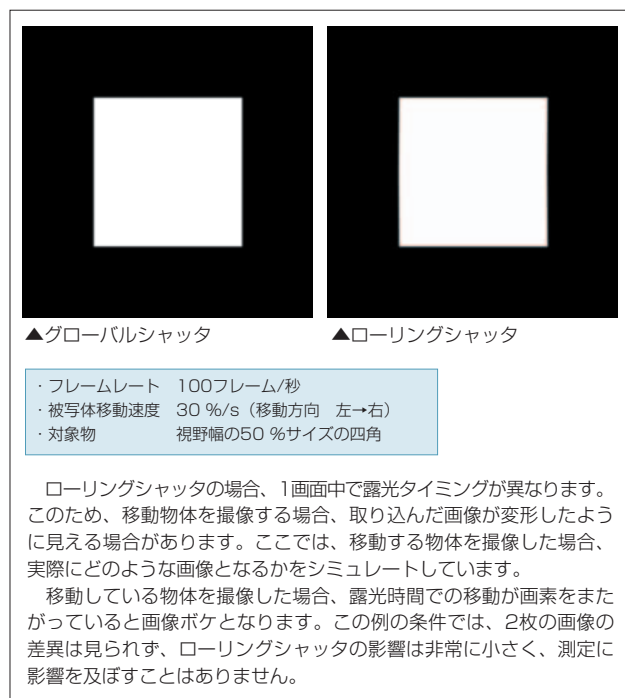 ▲グローバルシャッタ
▲ローリングシャッタ
・フレームレート　100フレーム/秒
・被写体移動速度　30 %/s（移動方向　左→右）
・対象物　視野幅の50 %サイズの四角
ローリングシャッタの場合、1画面中で露光タイミングが異なります。
このため、移動物体を撮像する場合、取り込んだ画像が変形したよう
に見える場合があります。ここでは、移動する物体を撮像した場合、
実際にどのような画像となるかをシミュレートしています。
移動している物体を撮像した場合、露光時間での移動が画素をまた
がっていると画像ボケとなります。この例の条件では、2枚の画像の
差異は見られず、ローリングシャッタの影響は非常に小さく、測定に
影響を及ぼすことはありません。